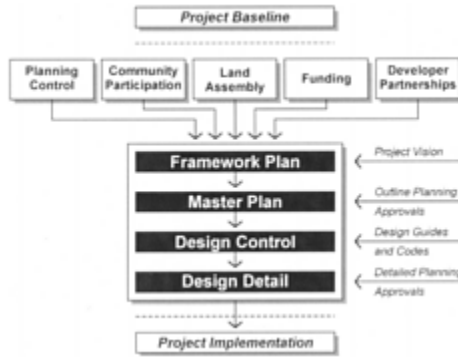 Project Baseline
Planning
Control
Community
Participation
Land
Assembly
Funding
Developer
Partnerships
Framework Plan
Project Vision
Master Plan
Outline Planning
Approvals
Design Control
Design Guides
and Codes
Design Detail
Detailed Planning
Approvals
Project Implementation